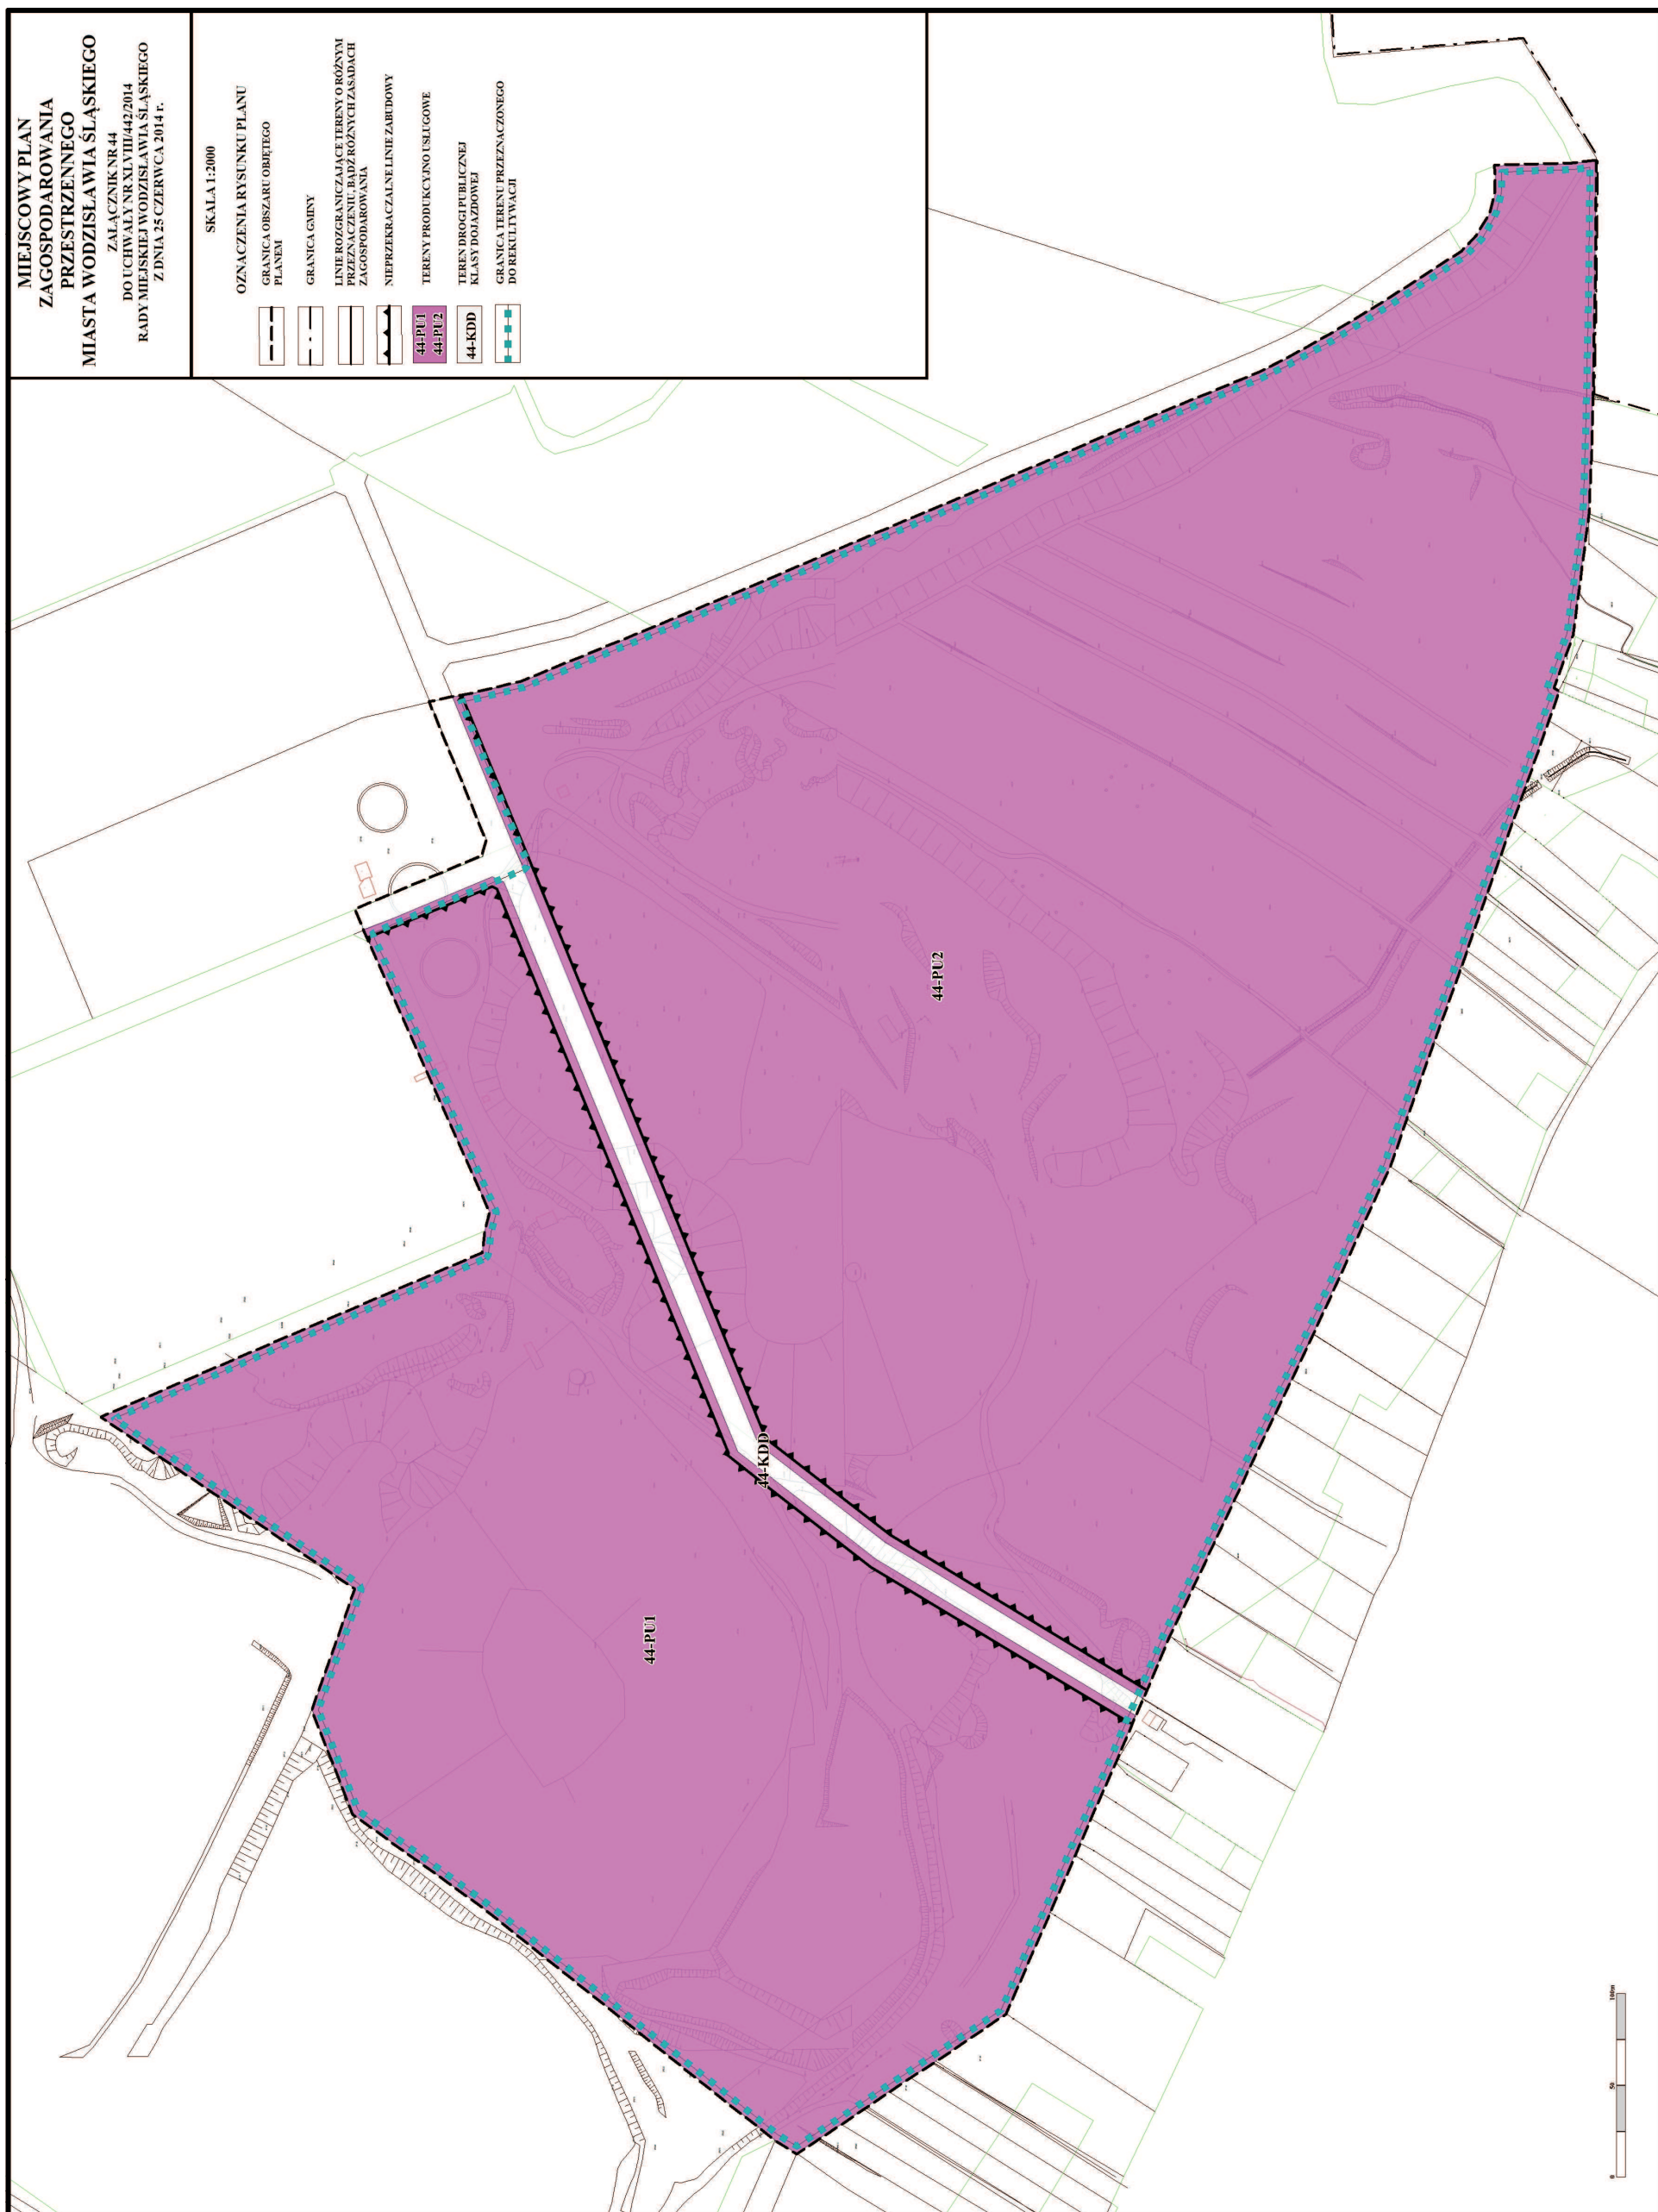 MIEJSCOWY PLAN
ZAGOSPODAROWANIA
PRZESTRZENNEGO
MIASTA WODZISŁAWIA ŚLĄSKIEGO
ZAŁĄCZNIK NR 44
DO UCHWAŁY NR XLVIII/442/2014
RADY MIEJSKIEJ WODZISŁAWIA ŚLĄSKIEGO
Z DNIA 25 CZERWCA 2014 r.
SKALA 1:2000
OZNACZENIA RYSUNKU PLANU
GRANICA OBSZARU OBJĘTEGO
PLANEM
GRANICA GMINY
LINIE ROZGRANICZAJĄCE TERENY O RÓŻNYM
PRZEZNACZENIU, BĄDŹ RÓŻNYCH ZASADACH
ZAGOSPODAROWANIA
NIEPRZEKRACZALNE LINIE ZABUDOWY
44-PU1
44-PU2
TERENY PRODUKCYJNO USŁUGOWE
44-KDD
TEREN DROGI PUBLICZNEJ
KLASY DOJAZDOWEJ
GRANICA TERENU PRZEZNACZONEGO
DO REKULTYWACJI
44-PU1
44-KDD
44-PU2
0
50
100m